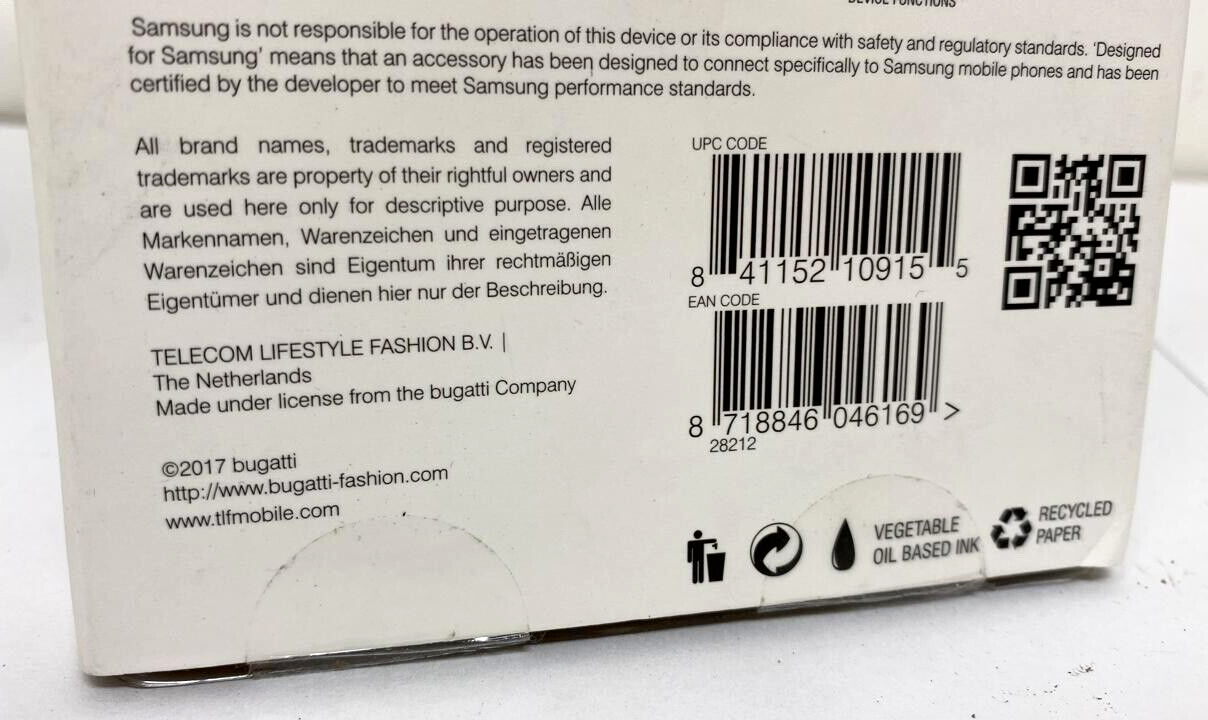 DEVICE FUNCTIONS
Samsung is not responsible for the operation of this device or its compliance with safety and regulatory standards. 'Designed
for Samsung' means that an accessory has been designed to connect specifically to Samsung mobile phones and has been
certified by the developer to meet Samsung performance standards.
All brand names, trademarks and registered
trademarks are property of their rightful owners and
are used here only for descriptive purpose. Alle
Markennamen, Warenzeichen und eingetragenen
Warenzeichen sind Eigentum ihrer rechtmäßigen
Eigentümer und dienen hier nur der Beschreibung.
TELECOM LIFESTYLE FASHION B.V. |
The Netherlands
Made under license from the bugatti Company
©2017 bugatti
http://www.bugatti-fashion.com
www.tlfmobile.com
UPC CODE
8 41152 10915 5
EAN CODE
8 718846 046169 >
28212
VEGETABLE
OIL BASED INK
RECYCLED
PAPER